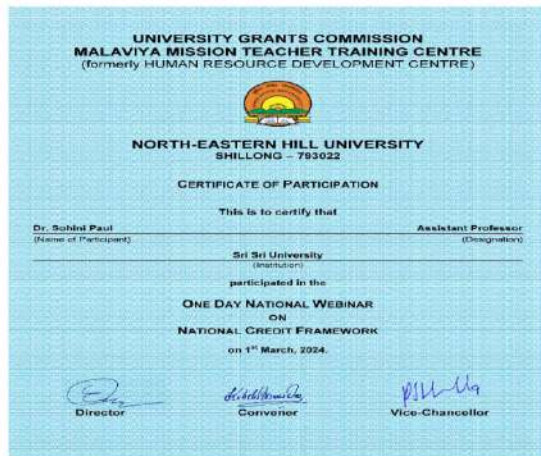 UNIVERSITY GRANTS COMMISSION
MALAVIYA MISSION TEACHER TRAINING CENTRE
(formerly HUMAN RESOURCE DEVELOPMENT CENTRE)
NORTH-EASTERN HILL UNIVERSITY
SHILLONG – 793022
CERTIFICATE OF PARTICIPATION
This is to certify that
Dr. Sohini Paul Assistant Professor
(Name of Participant) (Designation)
Sri Sri University
(Institution)
participated in the
ONE DAY NATIONAL WEBINAR
ON
NATIONAL CREDIT FRAMEWORK
on 1st March, 2024.
Director Convener Vice-Chancellor